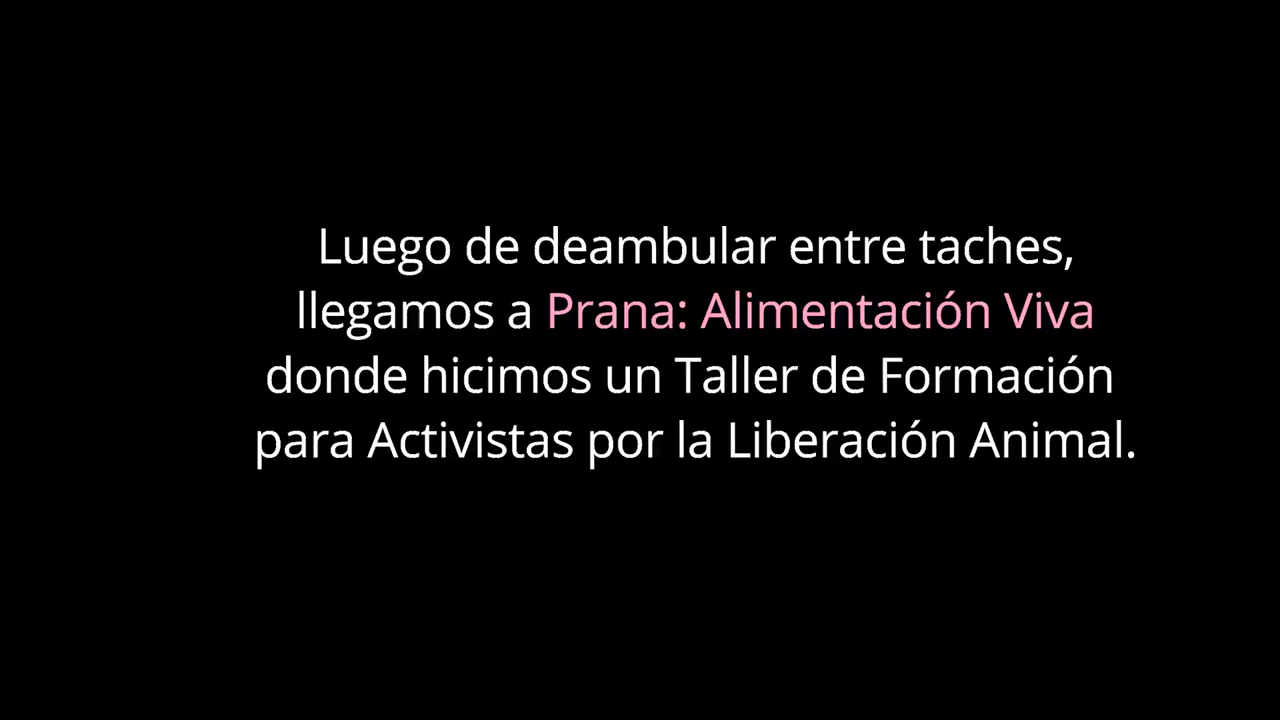 Luego de deambular entre taches,
llegamos a Prana: Alimentación Viva
donde hicimos un Taller de Formación
para Activistas por la Liberación Animal.